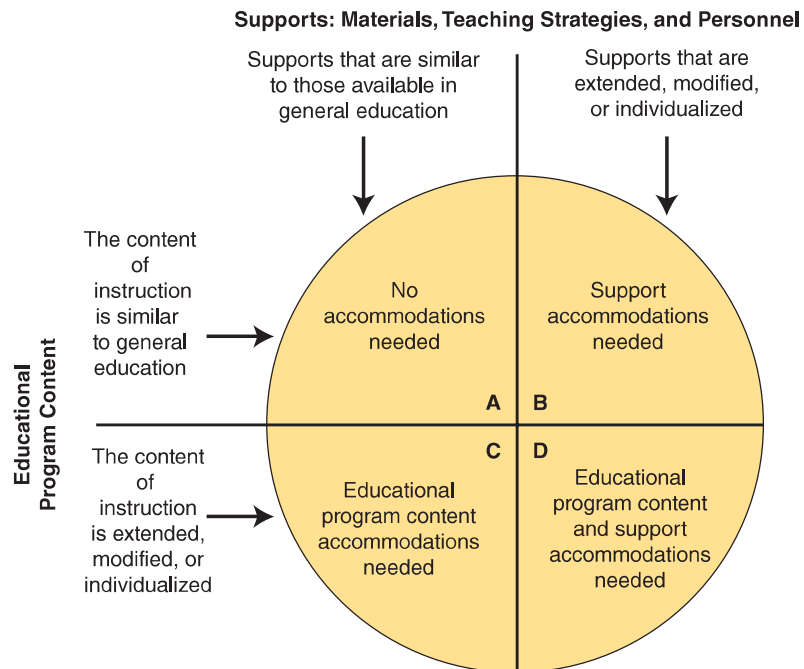 Supports: Materials, Teaching Strategies, and Personnel
Supports that are similar
to those available in
general education
Supports that are
extended, modified,
or individualized
Educational
Program Content
The content
of
instruction
is similar
to general
education
No
accommodations
needed
Support
accommodations
needed
A
B
C
D
The content
of
instruction
is extended,
modified, or
individualized
Educational
program content
accommodations
needed
Educational
program content
and support
accommodations
needed